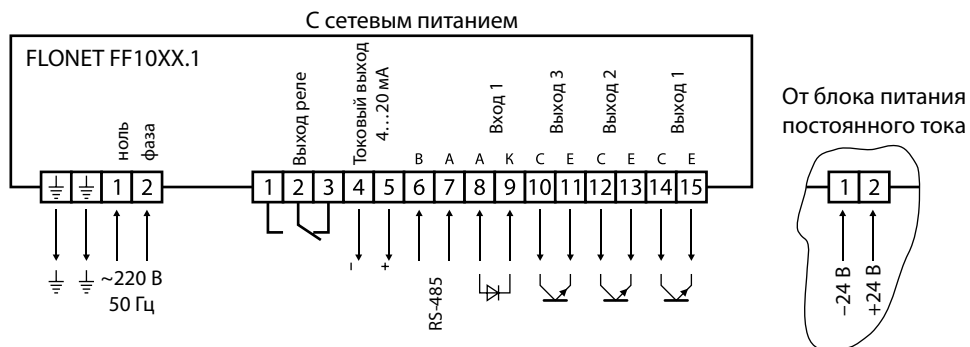 С сетевым питанием
FLONET FF10XX.1
ноль
фаза
Выход реле
Токовый выход
4...20 мА
Вход 1
Выход 3
Выход 2
Выход 1
В А А К С Е С Е С Е
1 2
1 2 3 4 5 6 7 8 9 10 11 12 13 14 15
~220 В
50 Гц
– +
RS-485
От блока питания
постоянного тока
1 2
–24 В
+24 В